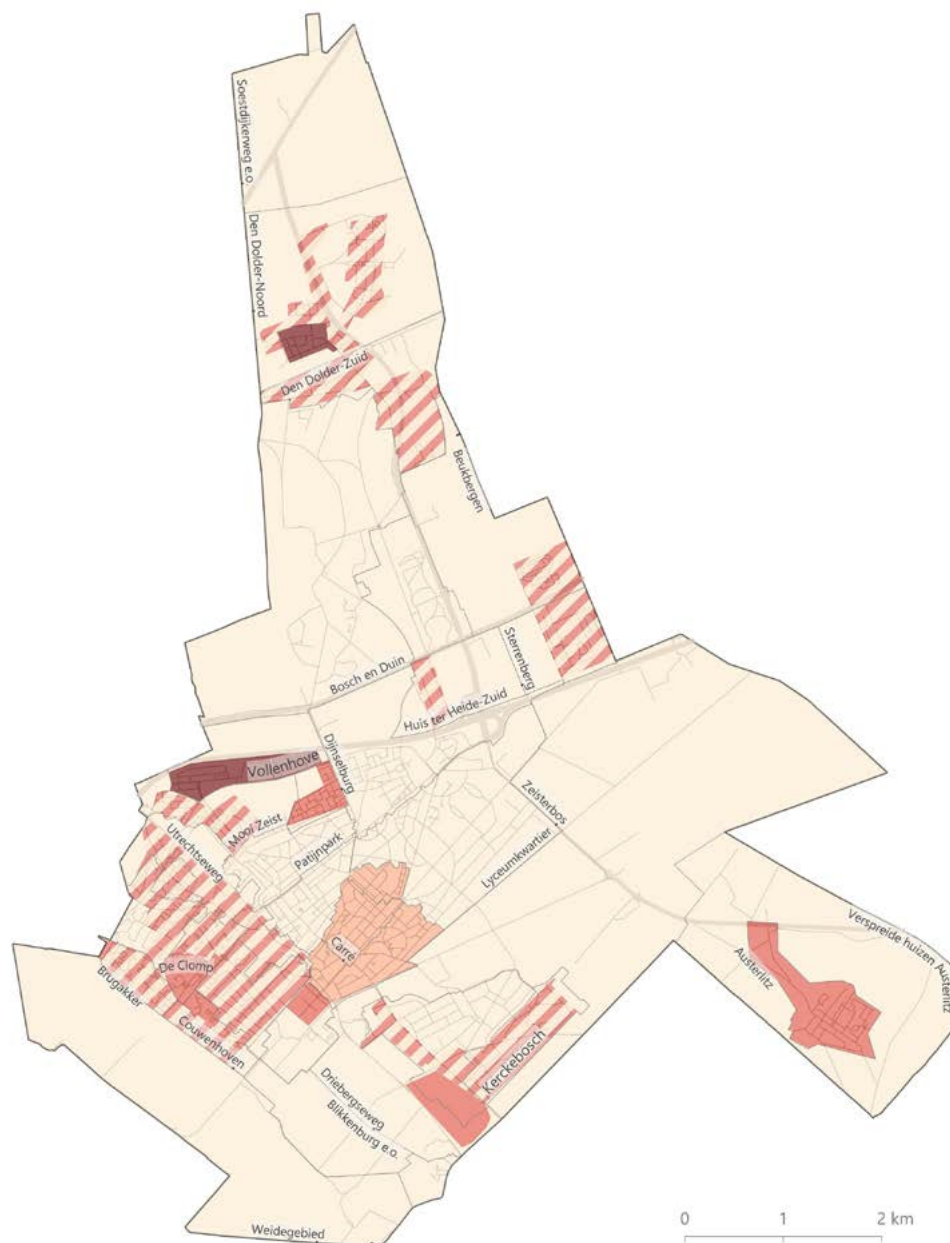 Soestdijkerweg e.o.
Den Dolder-Noord
Den Dolder-Zuid
Beukbergen
Bosch en Duin
Sterrenberg
Huis ter Heide-Zuid
Dijnselburg
Vollenhove
Zeisterbos
Mooi Zeist
Utrechtseweg
Patijnpark
Lyceumkwartier
Verspreide huizen Austerlitz
Carré
Austerlitz
De Clomp
Brugakker
Couwenhoven
Kerckebosch
Driebergseweg
Blikkenburg e.o.
Weidegebied
0 1 2 km